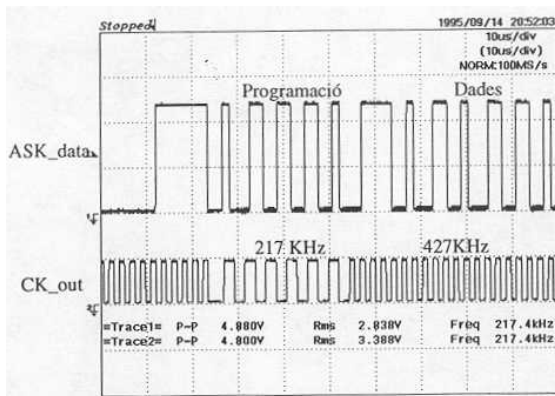 Stopped
1995/09/14 20:52:03
10us/div
(10us/div)
NORM:100MS/s
Programació Dades
ASK_data
217 KHz 427KHz
CK_out
=Trace1= P-P 4.880V Rms 2.838V Freq 217.4kHz
=Trace2= P-P 4.800V Rms 3.388V Freq 217.4kHz